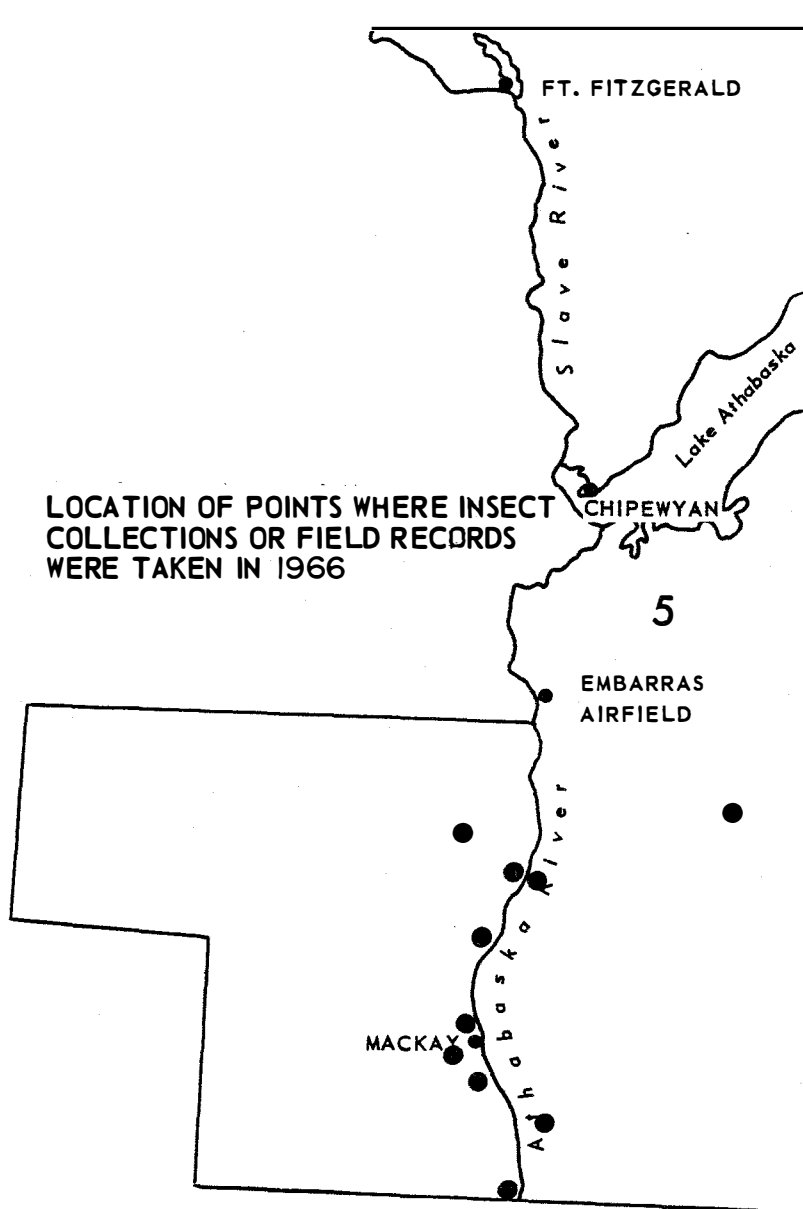 FT. FITZGERALD
Slave River
Lake Athabaska
LOCATION OF POINTS WHERE INSECT
COLLECTIONS OR FIELD RECORDS
WERE TAKEN IN 1966
CHIPEWYAN
5
EMBARRAS
AIRFIELD
Athabaska River
MACKAY